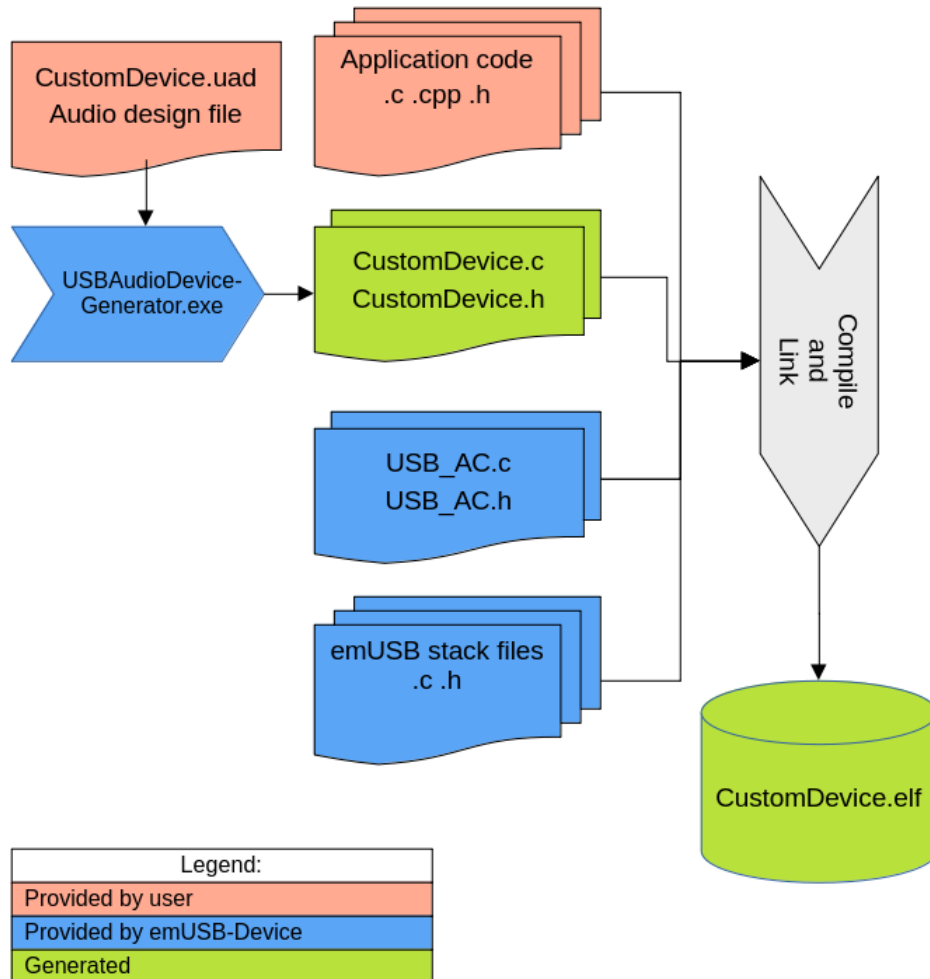 CustomDevice.uad
Audio design file
Application code
.c .cpp .h
USBAudioDevice-
Generator.exe
CustomDevice.c
CustomDevice.h
Compile
and
Link
USB_AC.c
USB_AC.h
emUSB stack files
.c .h
CustomDevice.elf
Legend:
Provided by user
Provided by emUSB-Device
Generated